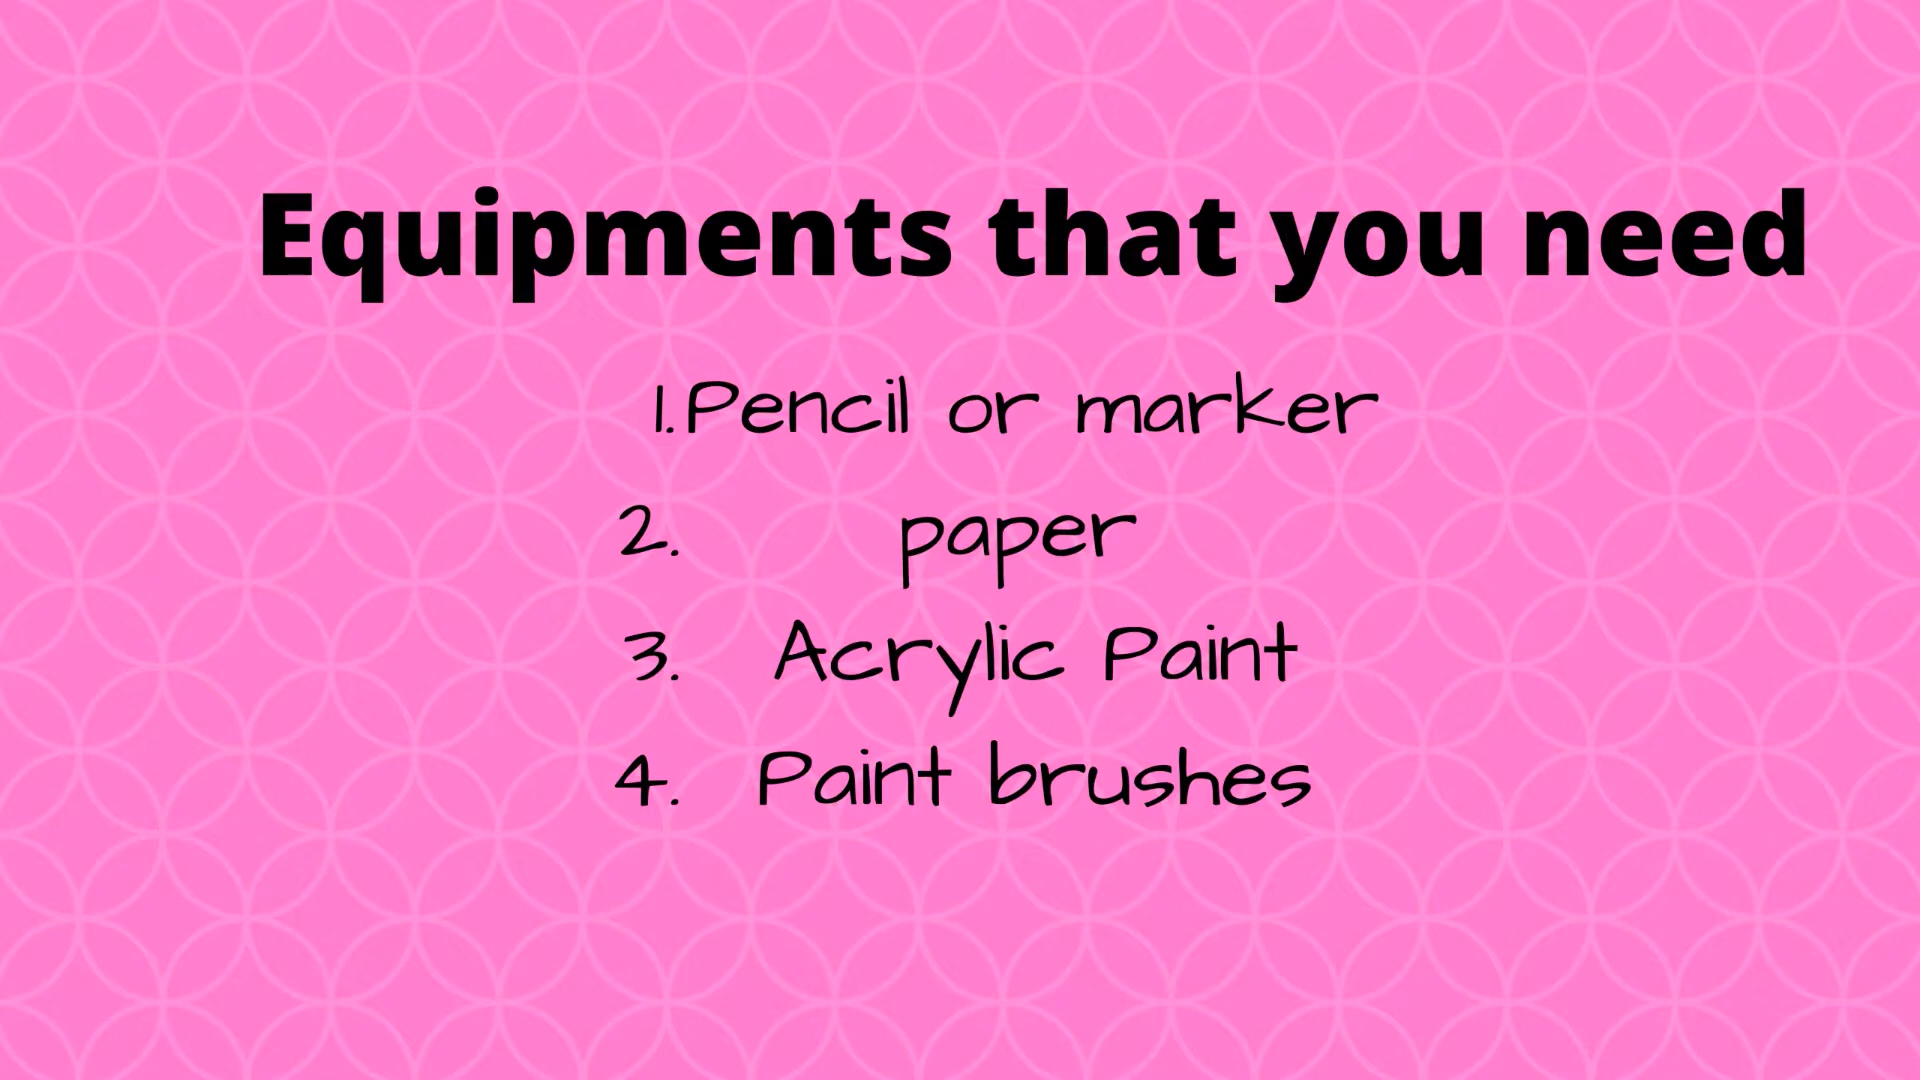 Equipments that you need
1. Pencil or marker
2. paper
3. Acrylic Paint
4. Paint brushes